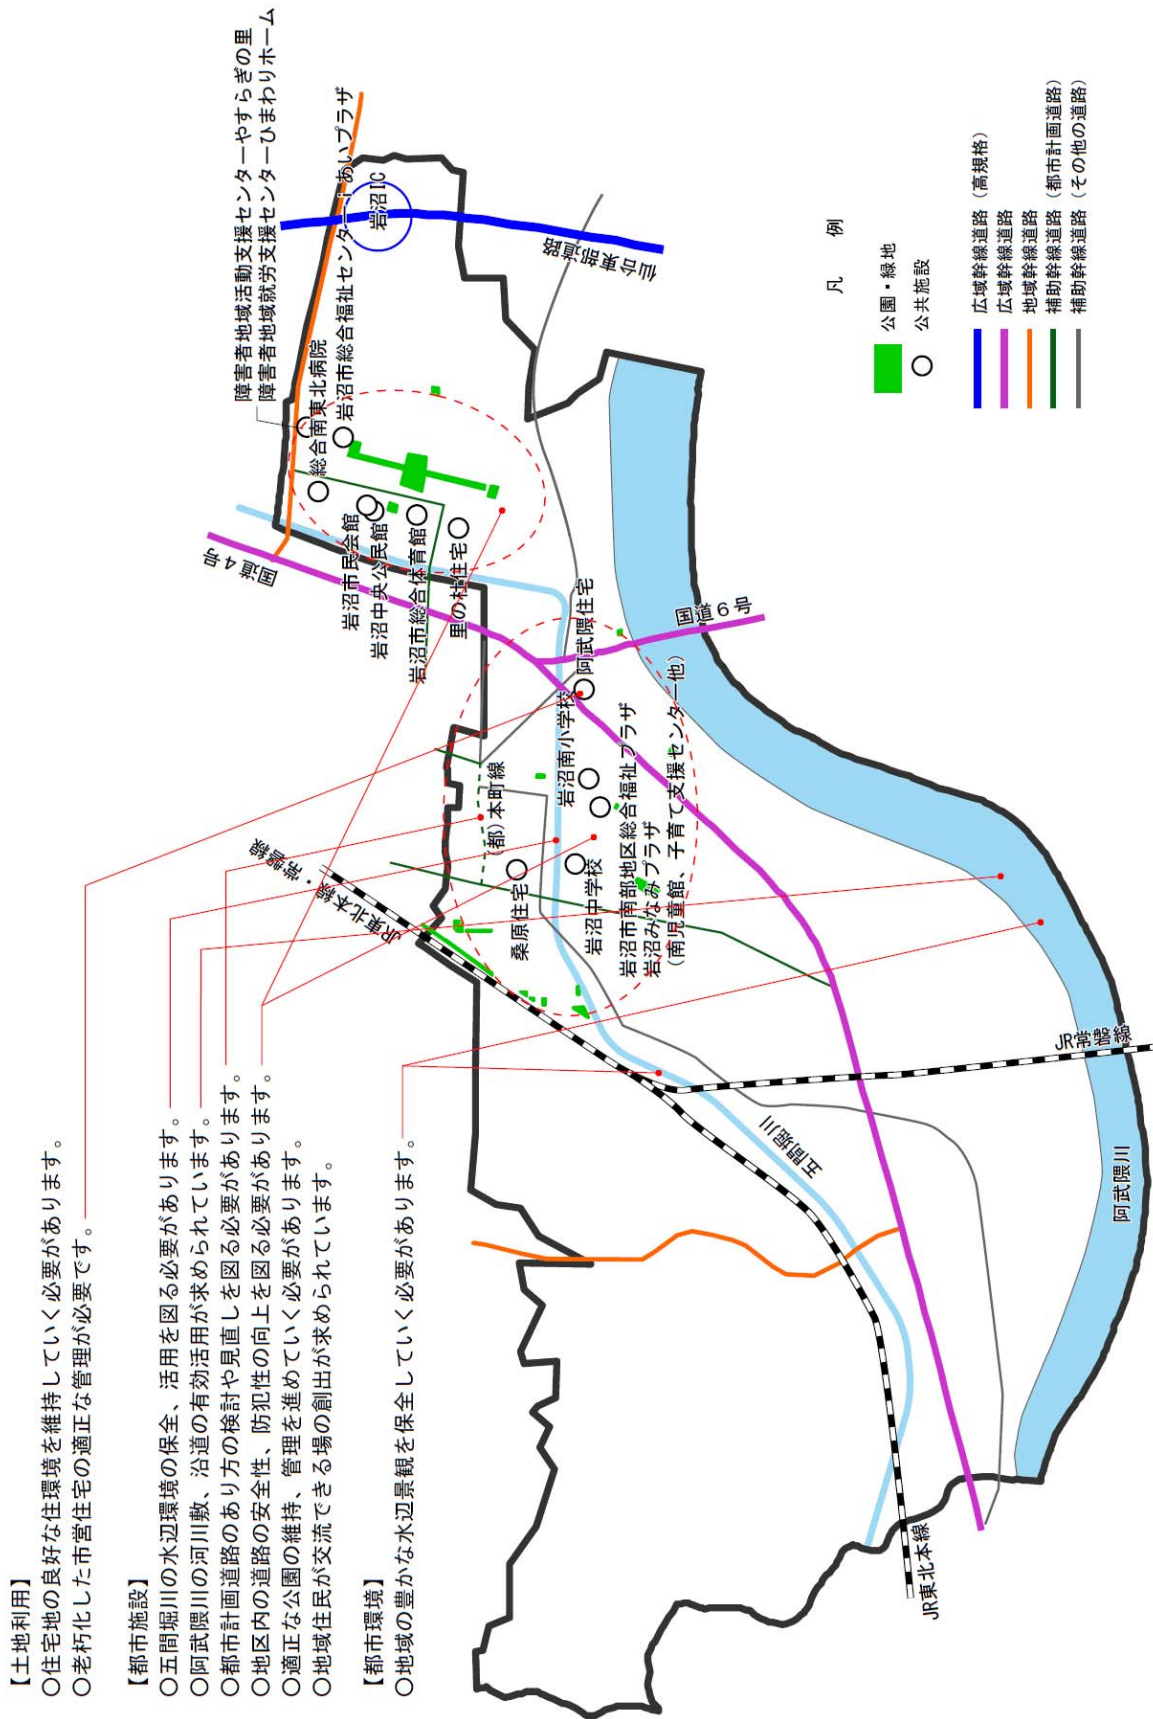 【土地利用】
○住宅地の良好な住環境を維持していく必要があります。
○老朽化した市営住宅の適正な管理が必要です。
【都市施設】
○五間堀川の水辺環境の保全、活用を図る必要があります。
○阿武隈川の河川敷、沿道の有効活用が求められています。
○都市計画道路のあり方の検討や見直しを図る必要があります。
○地区内の道路の安全性、防犯性の向上を図る必要があります。
○適正な公園の維持、管理を進めていく必要があります。
○地域住民が交流できる場の創出が求められています。
【都市環境】
○地域の豊かな水辺景観を保全していく必要があります。
障害者地域活動支援センターやすらぎの里
障害者地域就労支援センターひまわりホーム
総合南東北病院
岩沼市総合福祉センターiあいプラザ
岩沼IC
仙台東部道路
国道4号
岩沼市民会館
岩沼中央公民館
岩沼市総合体育館
里の杜住宅
JR東北本線・常磐線
(都)本町線
桑原住宅
岩沼中学校
岩沼南小学校
阿武隈住宅
国道6号
岩沼市南部地区総合福祉プラザ
岩沼みなみプラザ
(南児童館、子育て支援センター他)
五間堀川
JR常磐線
阿武隈川
JR東北本線
凡 例
公園・緑地
公共施設
広域幹線道路(高規格)
広域幹線道路
地域幹線道路
補助幹線道路(都市計画道路)
補助幹線道路(その他の道路)